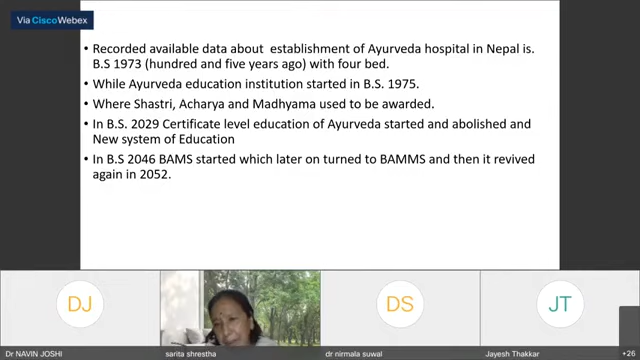 Via Cisco Webex
• Recorded available data about establishment of Ayurveda hospital in Nepal is.
B.S 1973 (hundred and five years ago) with four bed.
• While Ayurveda education institution started in B.S. 1975.
• Where Shastri, Acharya and Madhyama used to be awarded.
• In B.S. 2029 Certificate level education of Ayurveda started and abolished and
New system of Education
• In B.S 2046 BAMS started which later on turned to BAMMS and then it revived
again in 2052.
DJ
DS
JT
Dr NAVIN JOSHI
sarita shrestha
dr nirmala suwal
Jayesh Thakkar
+26